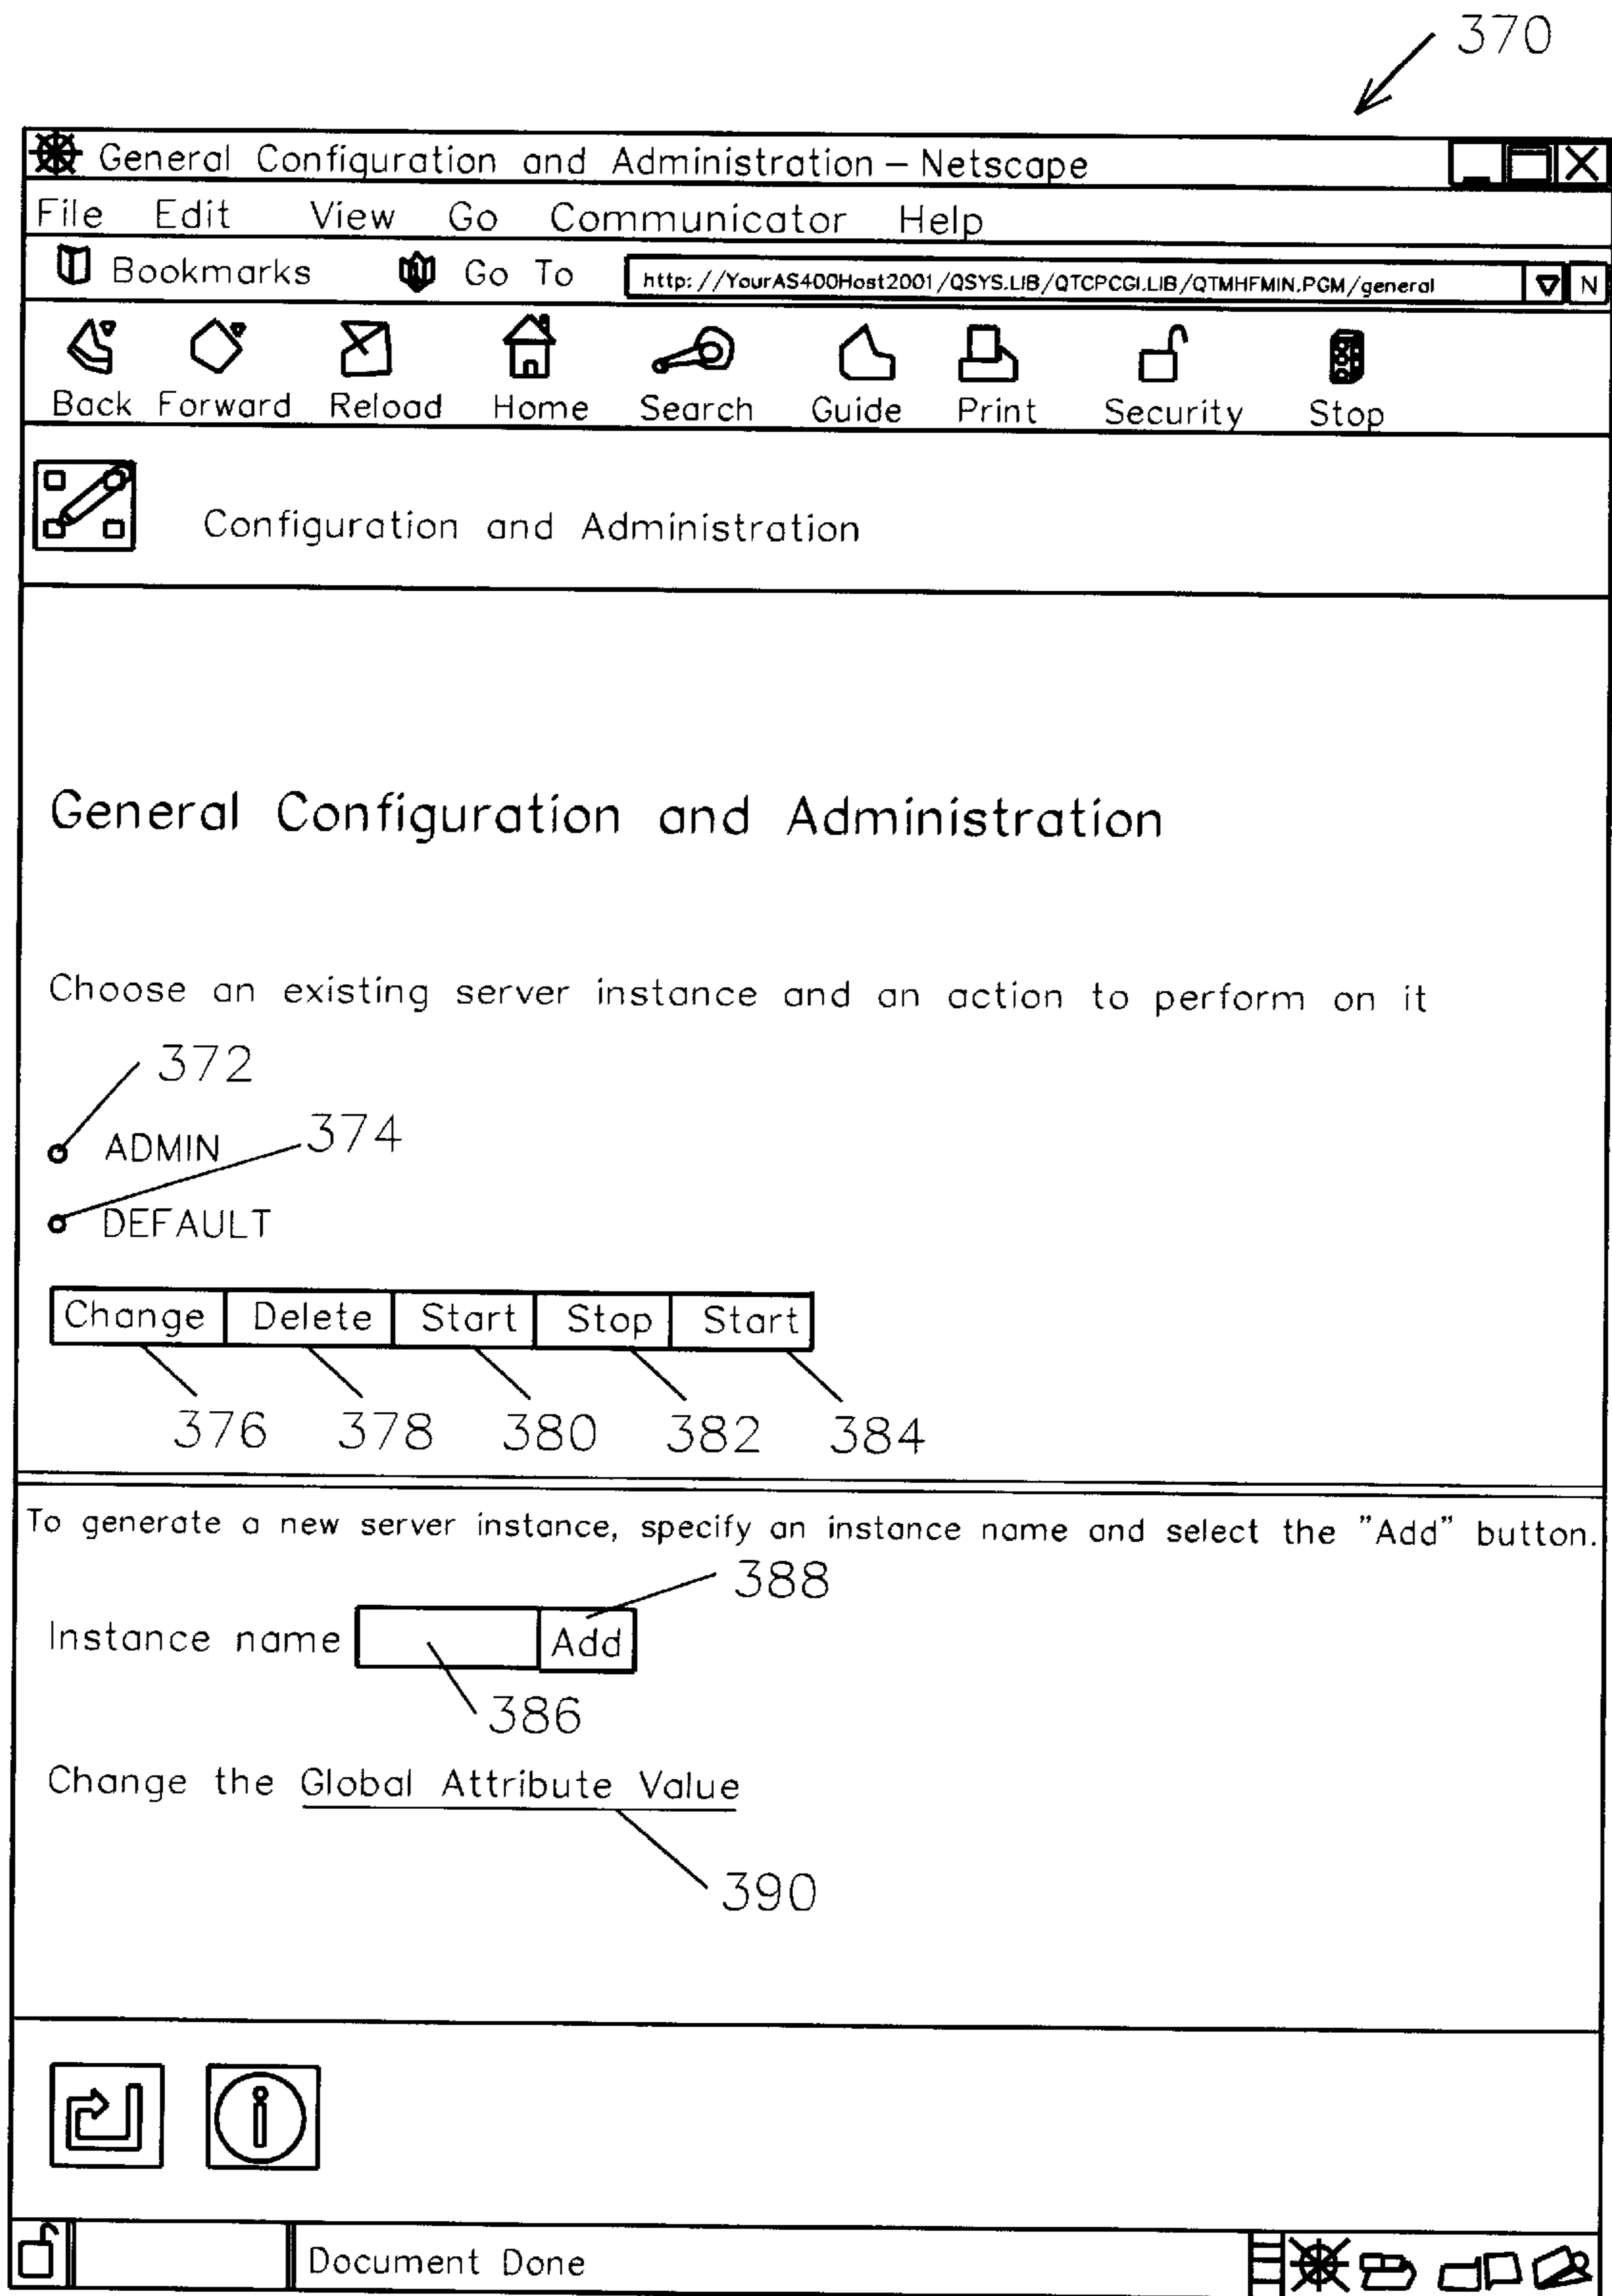 370
General Configuration and Administration – Netscape
File Edit View Go Communicator Help
Bookmarks Go To http://YourAS400Host2001/QSYS.LIB/QTCPCGI.LIB/QTMHFMIN.PGM/general N
Back Forward Reload Home Search Guide Print Security Stop
Configuration and Administration
General Configuration and Administration
Choose an existing server instance and an action to perform on it
372
ADMIN 374
DEFAULT
Change Delete Start Stop Start
376 378 380 382 384
To generate a new server instance, specify an instance name and select the "Add" button.
388
Instance name Add
386
Change the Global Attribute Value
390
Document Done